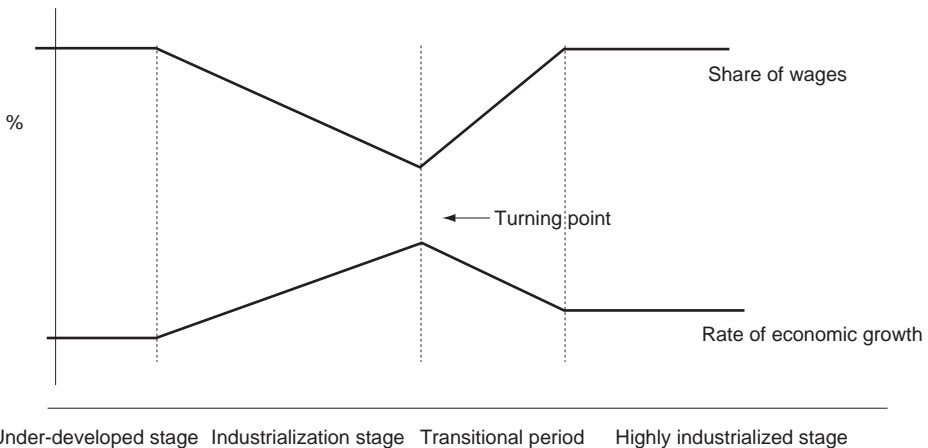 Share of wages
%
Turning point
Rate of economic growth
Under-developed stage Industrialization stage Transitional period Highly industrialized stage